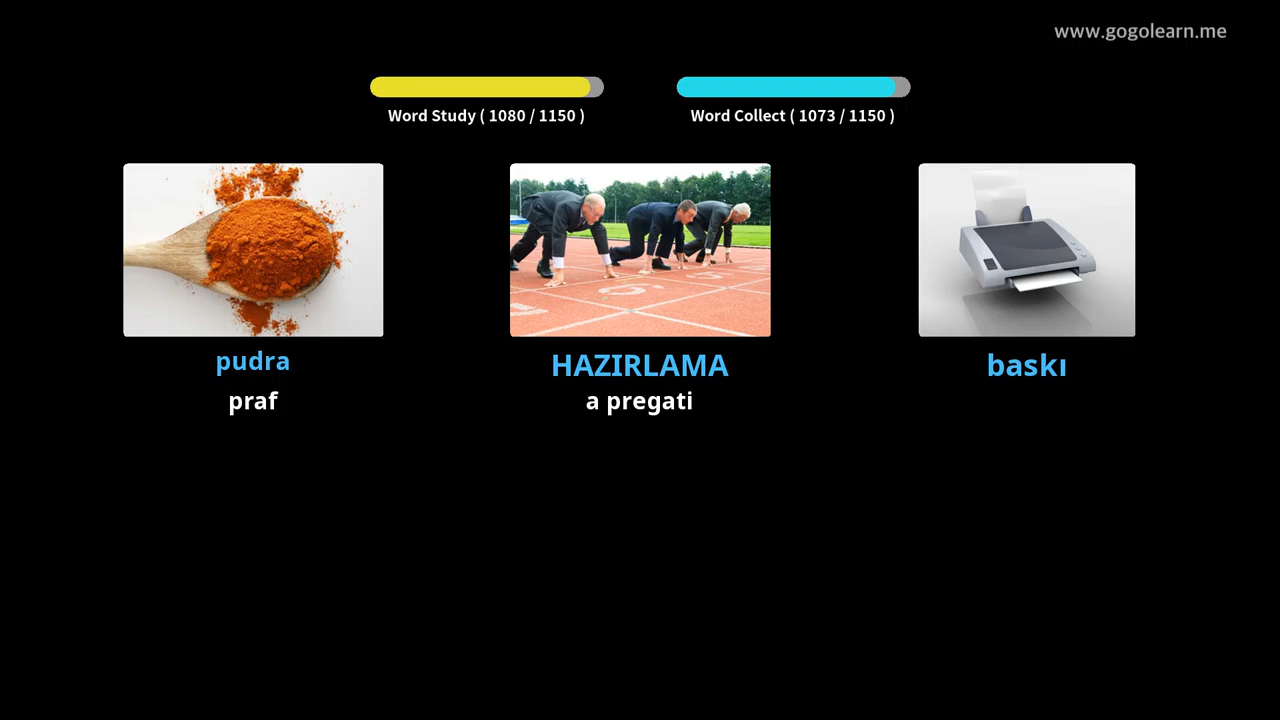 www.gogolearn.me
Word Study ( 1080 / 1150 )
Word Collect ( 1073 / 1150 )
pudra
praf
HAZIRLAMA
a pregati
baskı